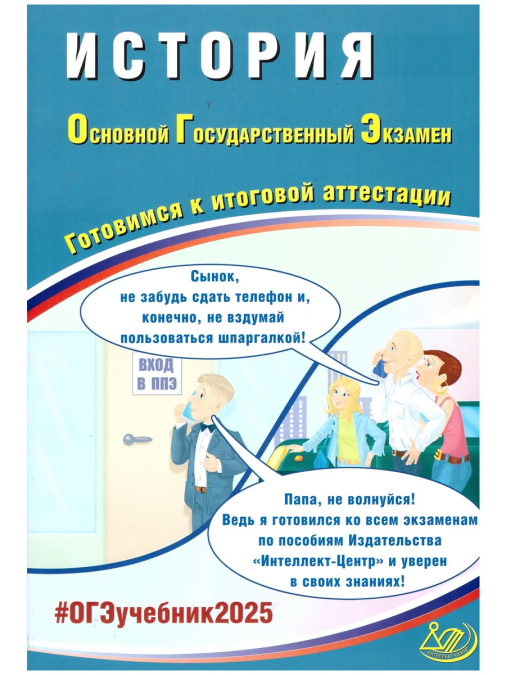 ИСТОРИЯ
Основной Государственный Экзамен
Готовимся к итоговой аттестации
Сынок,
не забудь сдать телефон и,
конечно, не вздумай
пользоваться шпаргалкой!
ВХОД
В ППЭ
Папа, не волнуйся!
Ведь я готовился ко всем экзаменам
по пособиям Издательства
«Интеллект-Центр» и уверен
в своих знаниях!
#ОГЭучебник2025